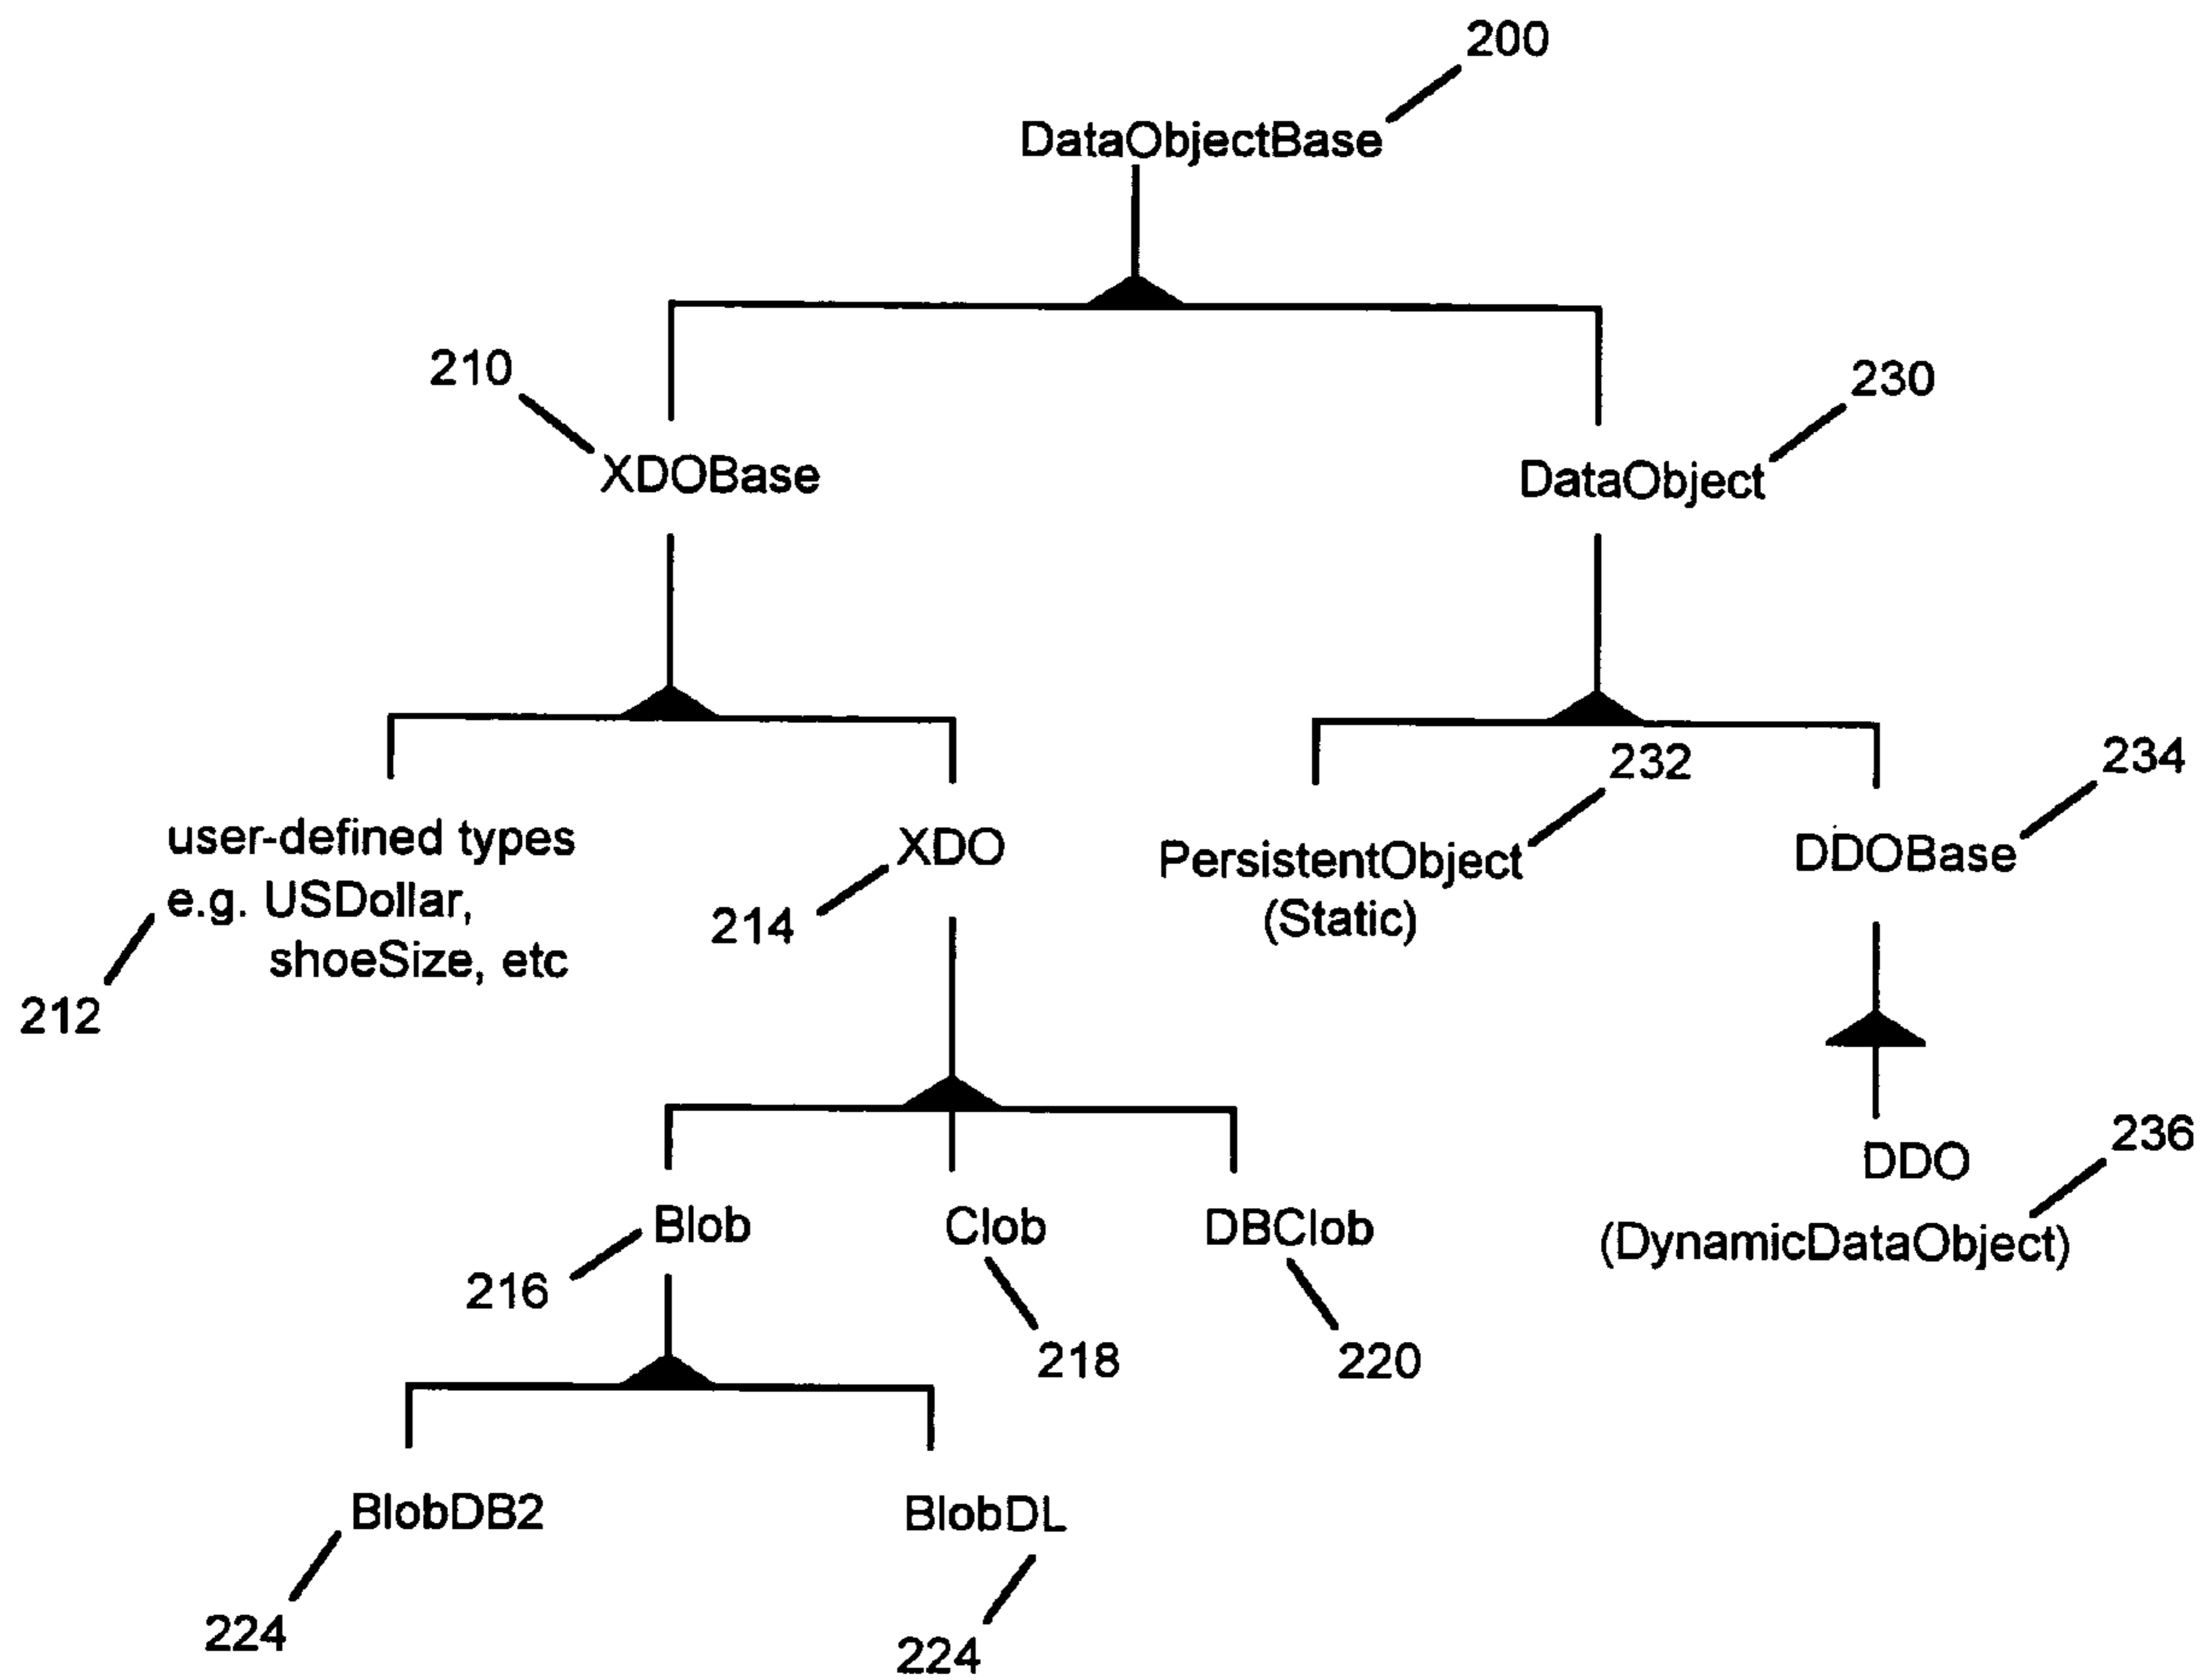 200
DataObjectBase
210
230
XDOBase
DataObject
232
234
user-defined types
e.g. USDollar,
shoeSize, etc
212
XDO
214
PersistentObject
(Static)
DDOBase
236
DDO
(DynamicDataObject)
Blob
Clob
DBClob
216
218
220
BlobDB2
BlobDL
224
224